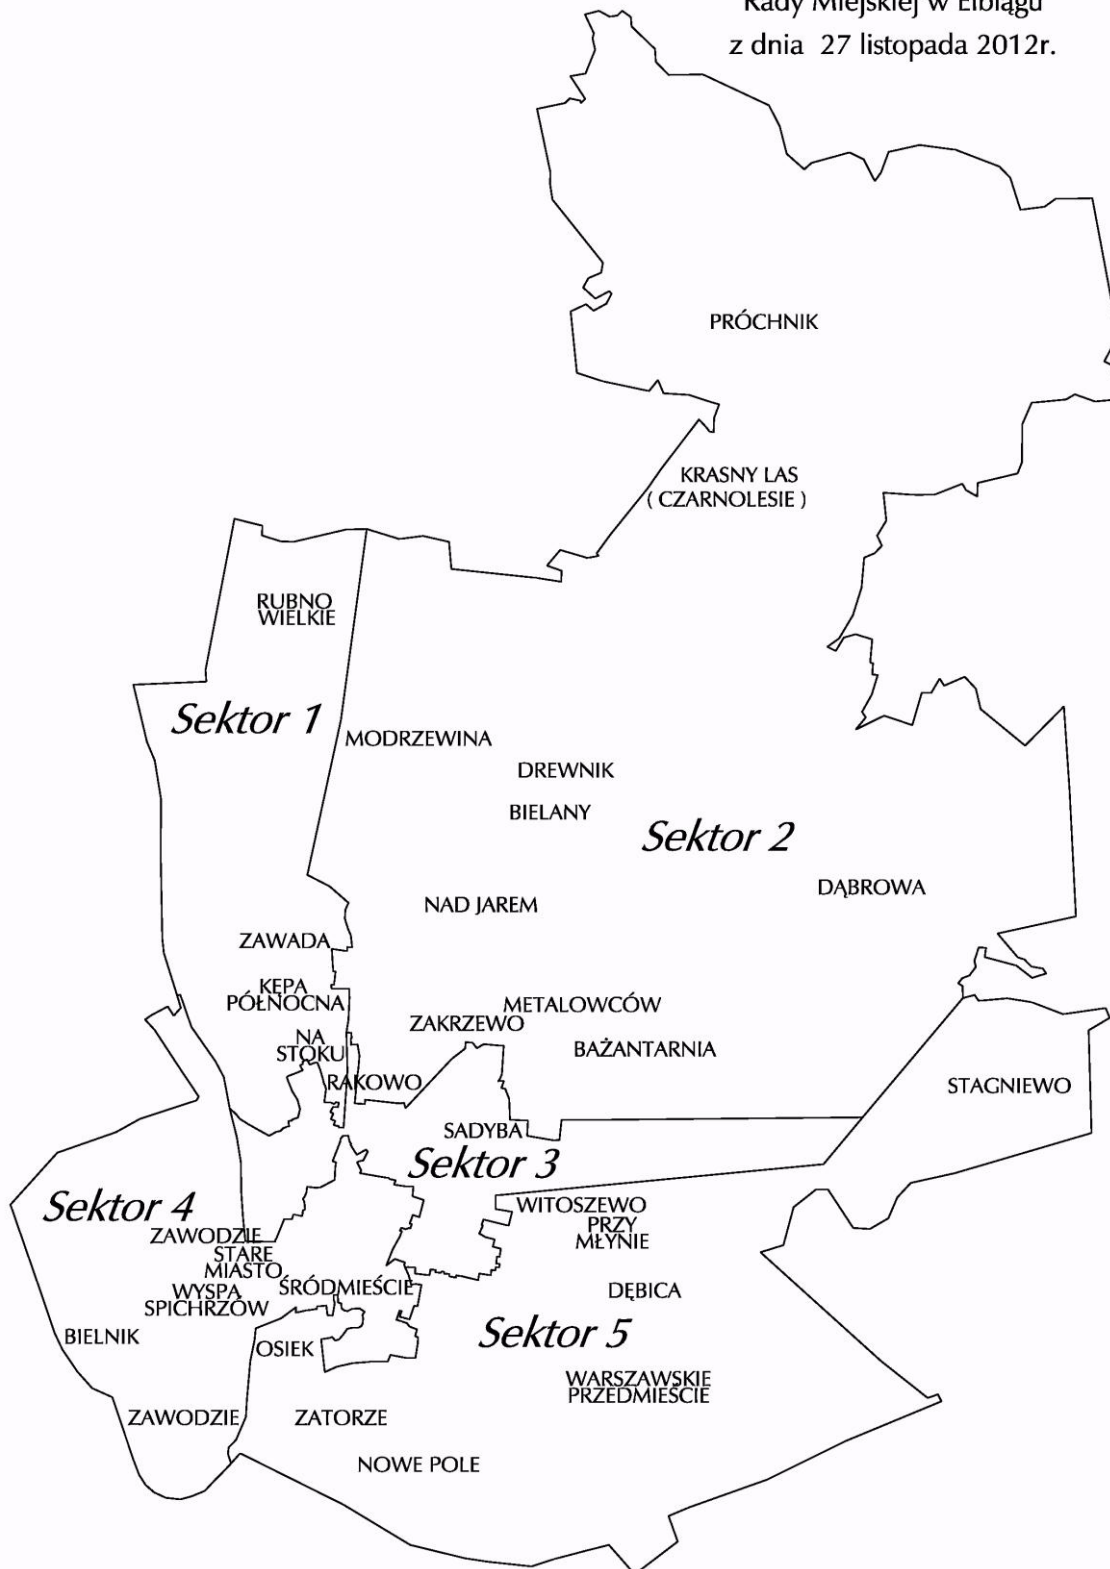 Rady Miejskiej w Elblągu
z dnia 27 listopada 2012r.
PRÓCHNIK
KRASNY LAS
( CZARNOLESIE )
RUBNO
WIELKIE
Sektor 1
MODRZEWINA
DREWNIK
BIELANY
Sektor 2
DĄBROWA
NAD JAREM
ZAWADA
KĘPA
PÓŁNOCNA
METALOWCÓW
ZAKRZEWO
NA
STOKU
BAŻANTARNIA
RAKOWO
STAGNIEWO
SADYBA
Sektor 3
Sektor 4
WITOSZEWO
PRZY
MŁYNIE
ZAWODZIE
STARE
MIASTO
WYSPA
SPICHRZÓW
ŚRÓDMIEŚCIE
DĘBICA
BIELNIK
OSIEK
Sektor 5
WARSZAWSKIE
PRZEDMIEŚCIE
ZAWODZIE
ZATORZE
NOWE POLE